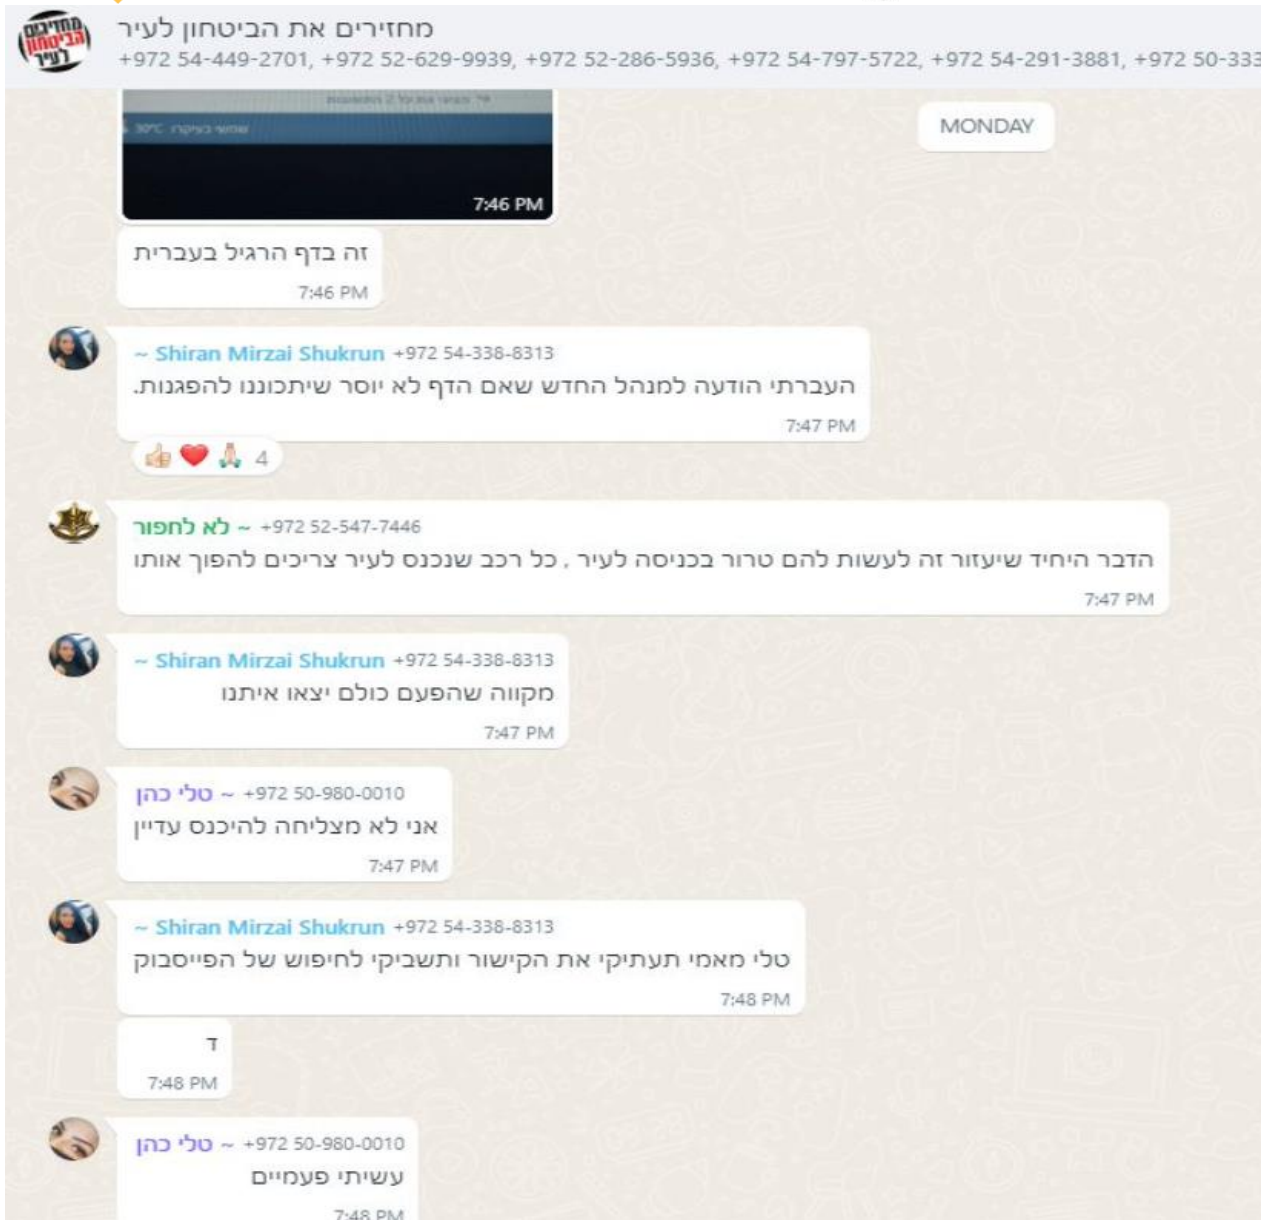 מחזירים
הביטחון
לעיר
מחזירים את הביטחון לעיר
+972 54-449-2701, +972 52-629-9939, +972 52-286-5936, +972 54-797-5722, +972 54-291-3881, +972 50-333
30°C
7:46 PM
MONDAY
זה בדף הרגיל בעברית
7:46 PM
~ Shiran Mirzai Shukrun +972 54-338-8313
העברתי הודעה למנהל החדש שאם הדף לא יוסר שיתכוננו להפגנות.
7:47 PM
4
~ לא לחפור +972 52-547-7446
הדבר היחיד שיעזור זה לעשות להם טרור בכניסה לעיר , כל רכב שנכנס לעיר צריכים להפוך אותו
7:47 PM
~ Shiran Mirzai Shukrun +972 54-338-8313
מקווה שהפעם כולם יצאו איתנו
7:47 PM
~ טלי כהן +972 50-980-0010
אני לא מצליחה להיכנס עדיין
7:47 PM
~ Shiran Mirzai Shukrun +972 54-338-8313
טלי מאמי תעתיקי את הקישור ותשביקי לחיפוש של הפייסבוק
7:48 PM
ד
7:48 PM
~ טלי כהן +972 50-980-0010
עשיתי פעמיים
7:48 PM